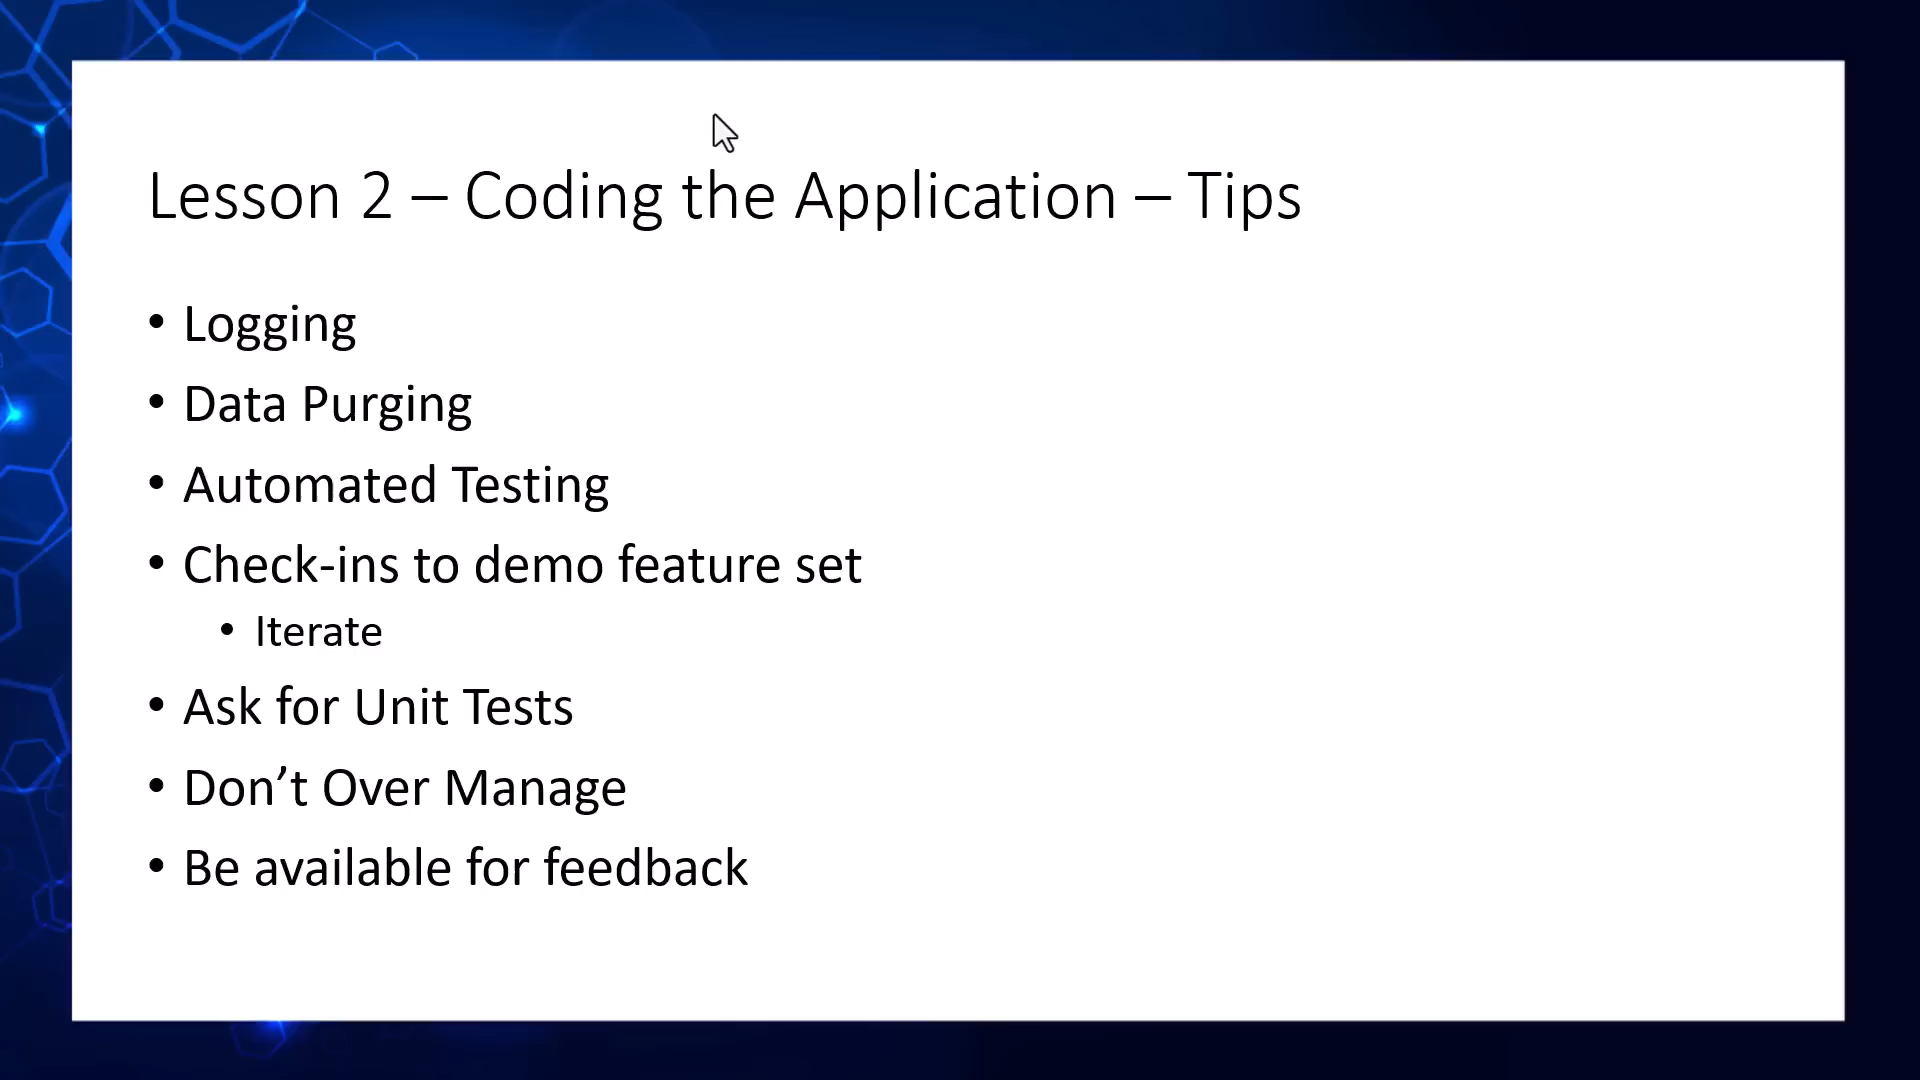 Lesson 2 – Coding the Application – Tips
• Logging
• Data Purging
• Automated Testing
• Check-ins to demo feature set
• Iterate
• Ask for Unit Tests
• Don’t Over Manage
• Be available for feedback